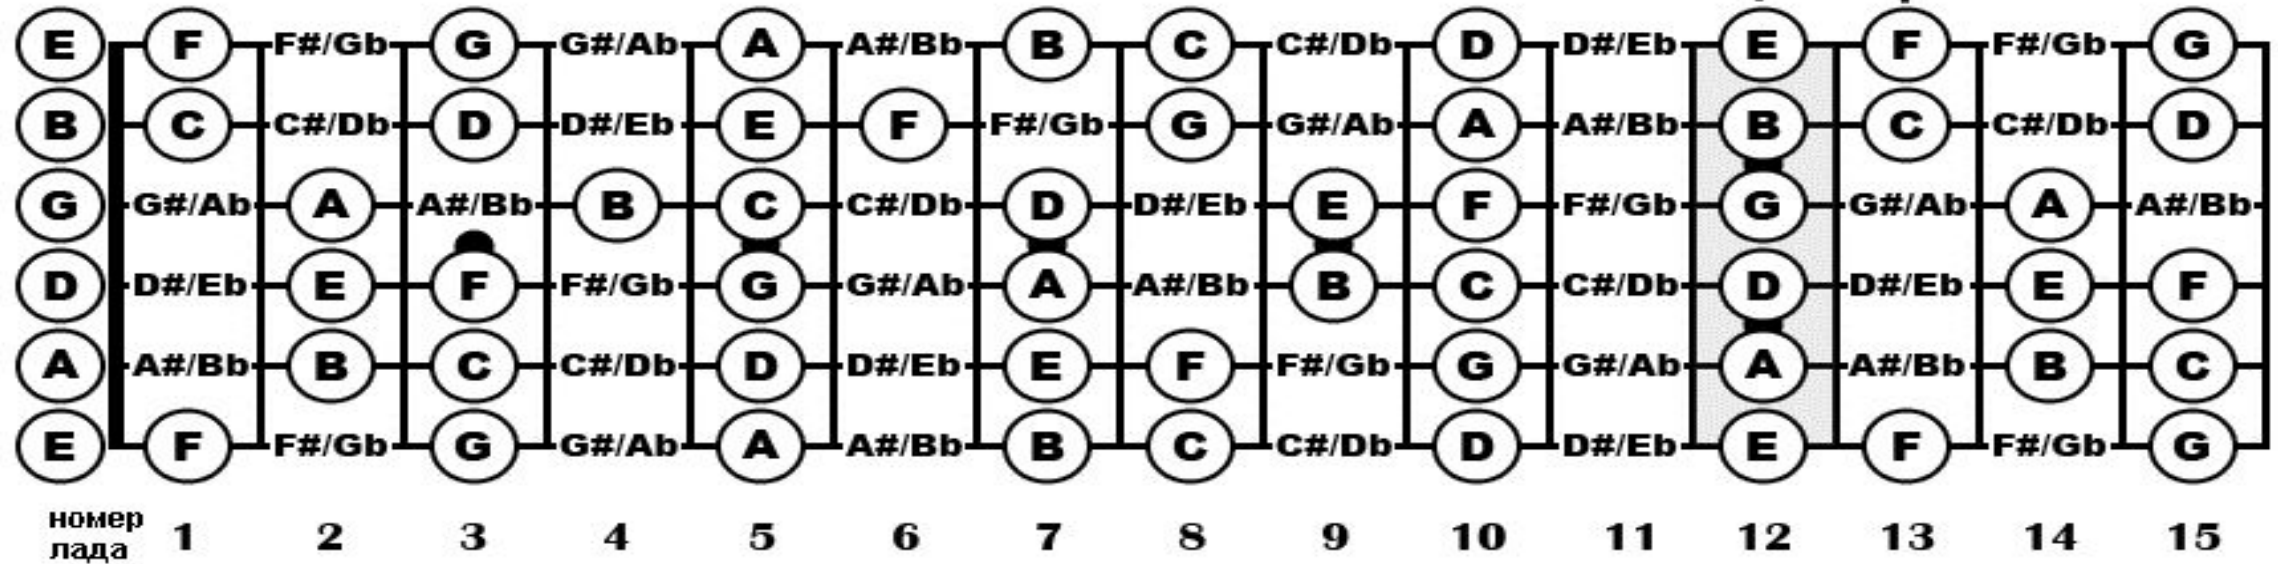 E F F#/Gb G G#/Ab A A#/Bb B C C#/Db D D#/Eb E F F#/Gb G
B C C#/Db D D#/Eb E F F#/Gb G G#/Ab A A#/Bb B C C#/Db D
G G#/Ab A A#/Bb B C C#/Db D D#/Eb E F F#/Gb G G#/Ab A A#/Bb
D D#/Eb E F F#/Gb G G#/Ab A A#/Bb B C C#/Db D D#/Eb E F
A A#/Bb B C C#/Db D D#/Eb E F F#/Gb G G#/Ab A A#/Bb B C
E F F#/Gb G G#/Ab A A#/Bb B C C#/Db D D#/Eb E F F#/Gb G
номер
лада 1 2 3 4 5 6 7 8 9 10 11 12 13 14 15